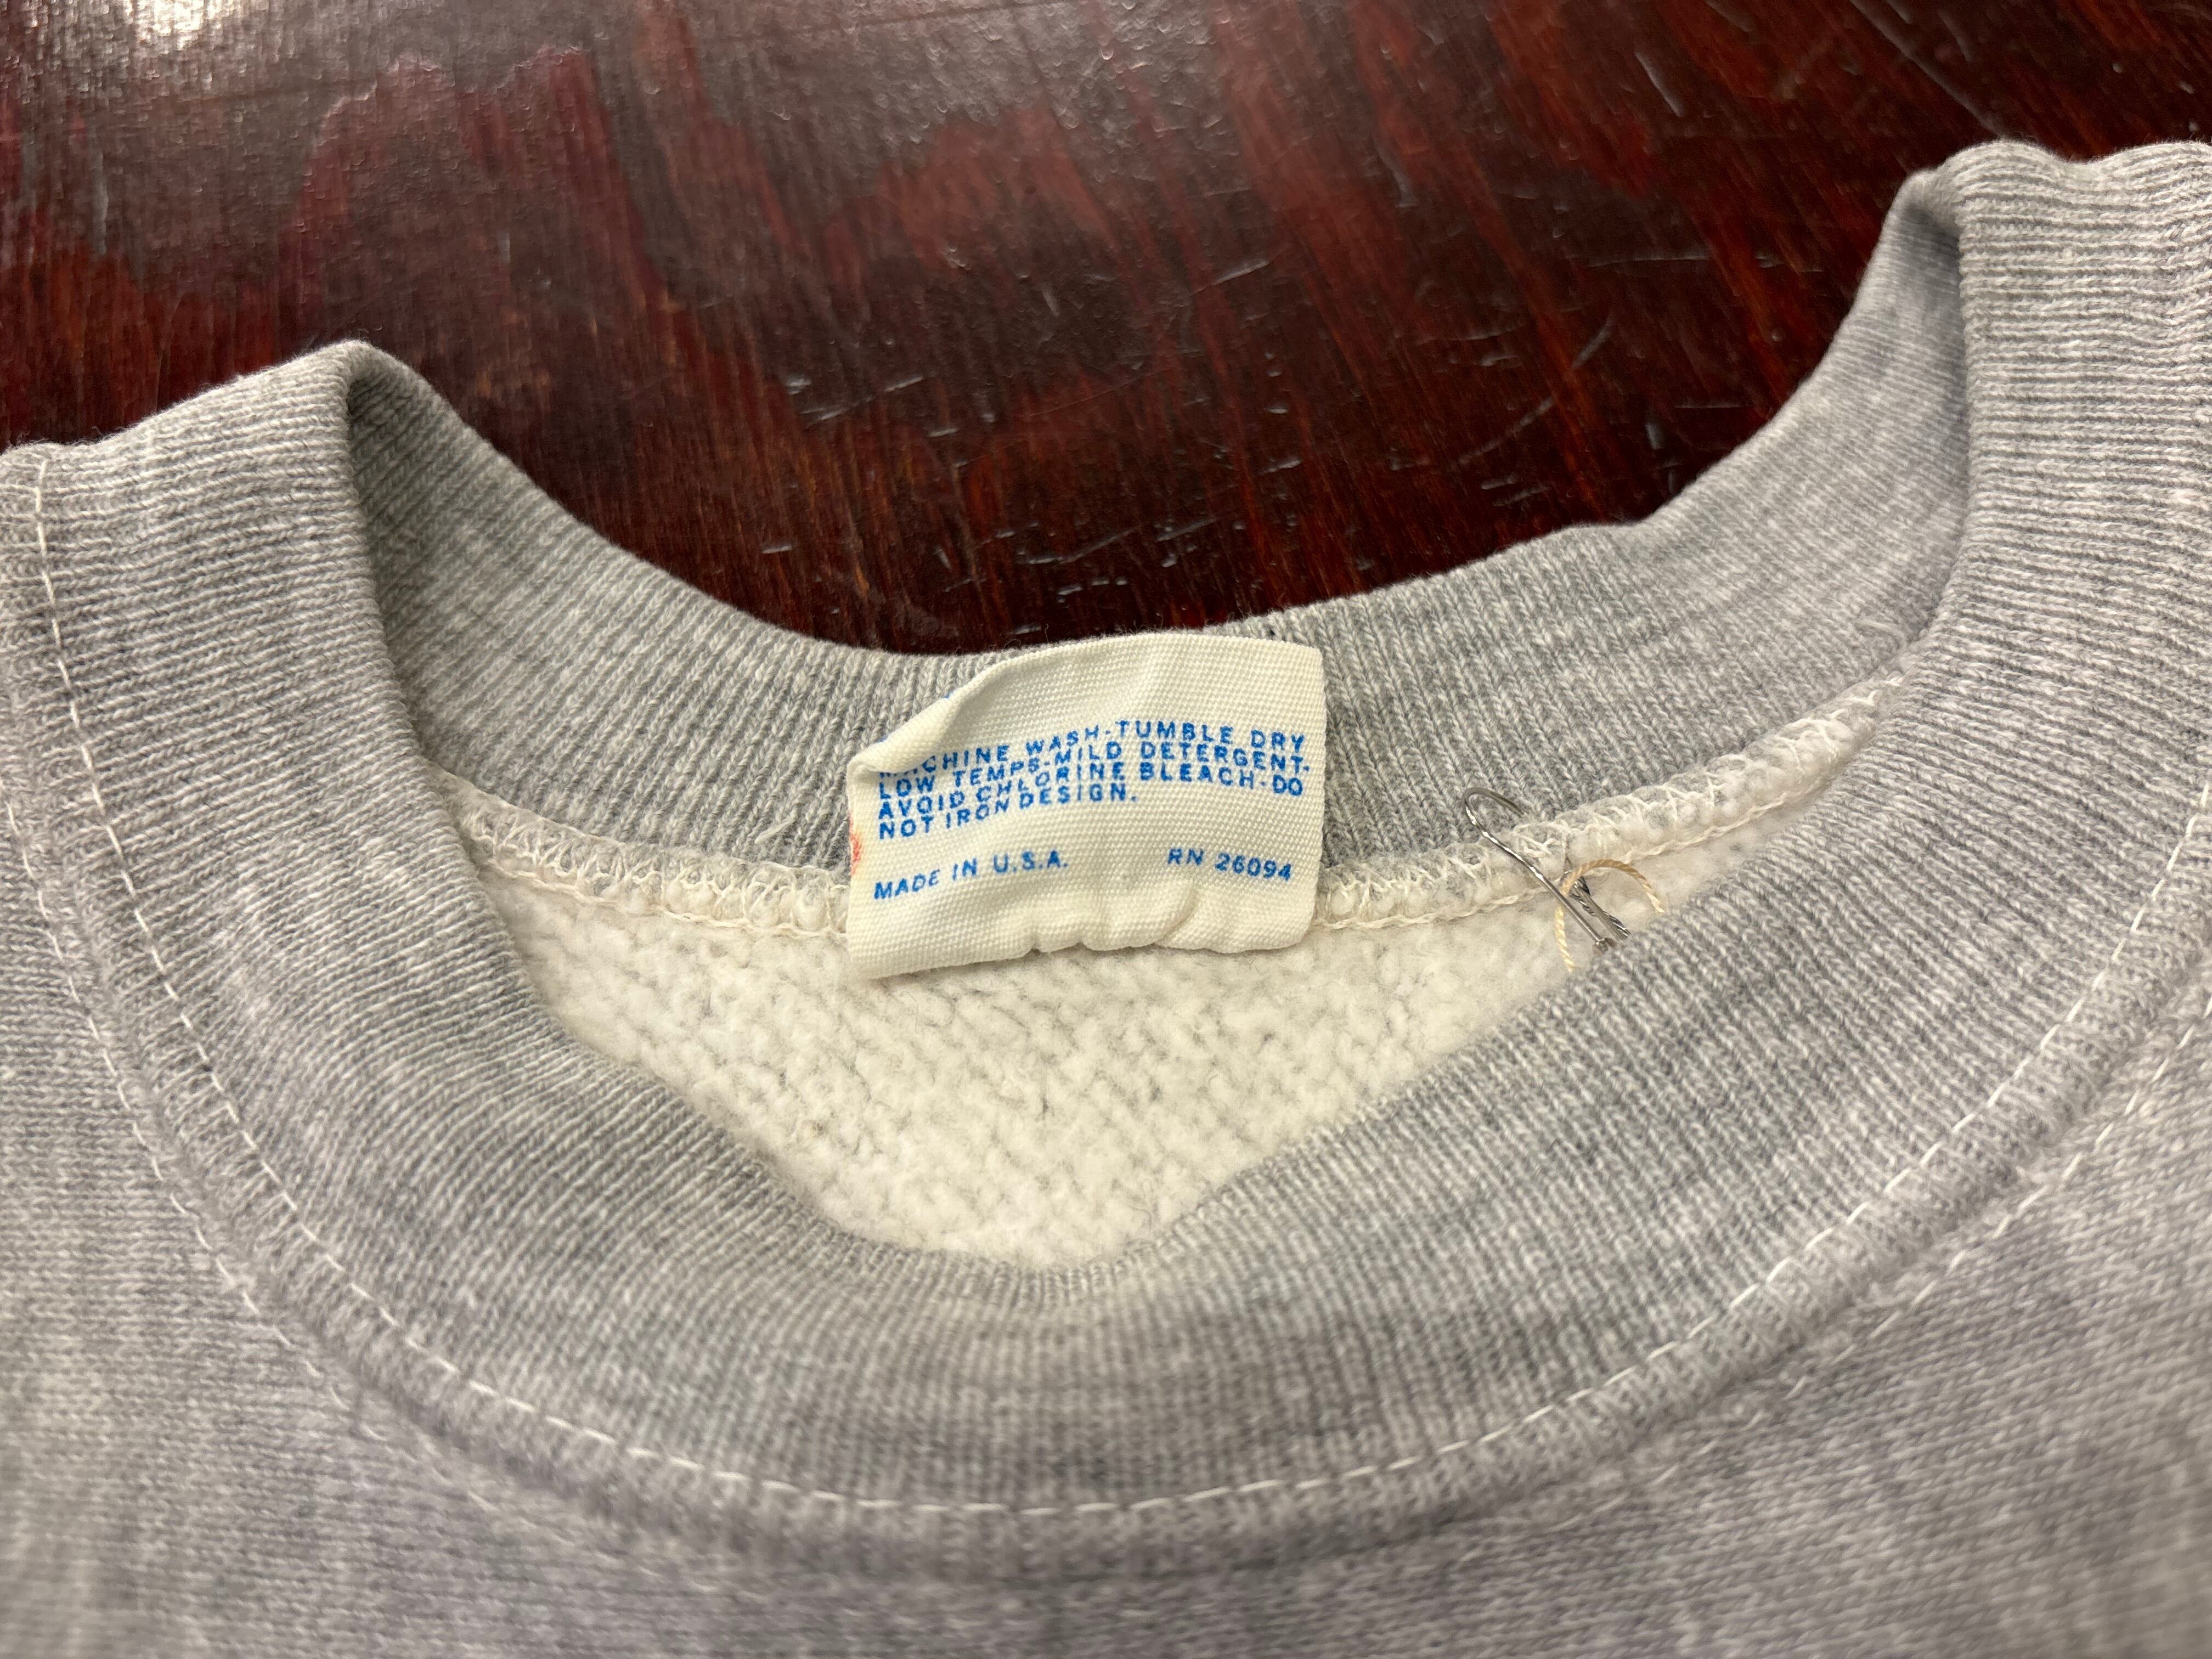 MACHINE WASH-TUMBLE DRY
LOW TEMPS-MILD DETERGENT-
AVOID CHLORINE BLEACH-DO
NOT IRON DESIGN.
MADE IN U.S.A. RN 26094